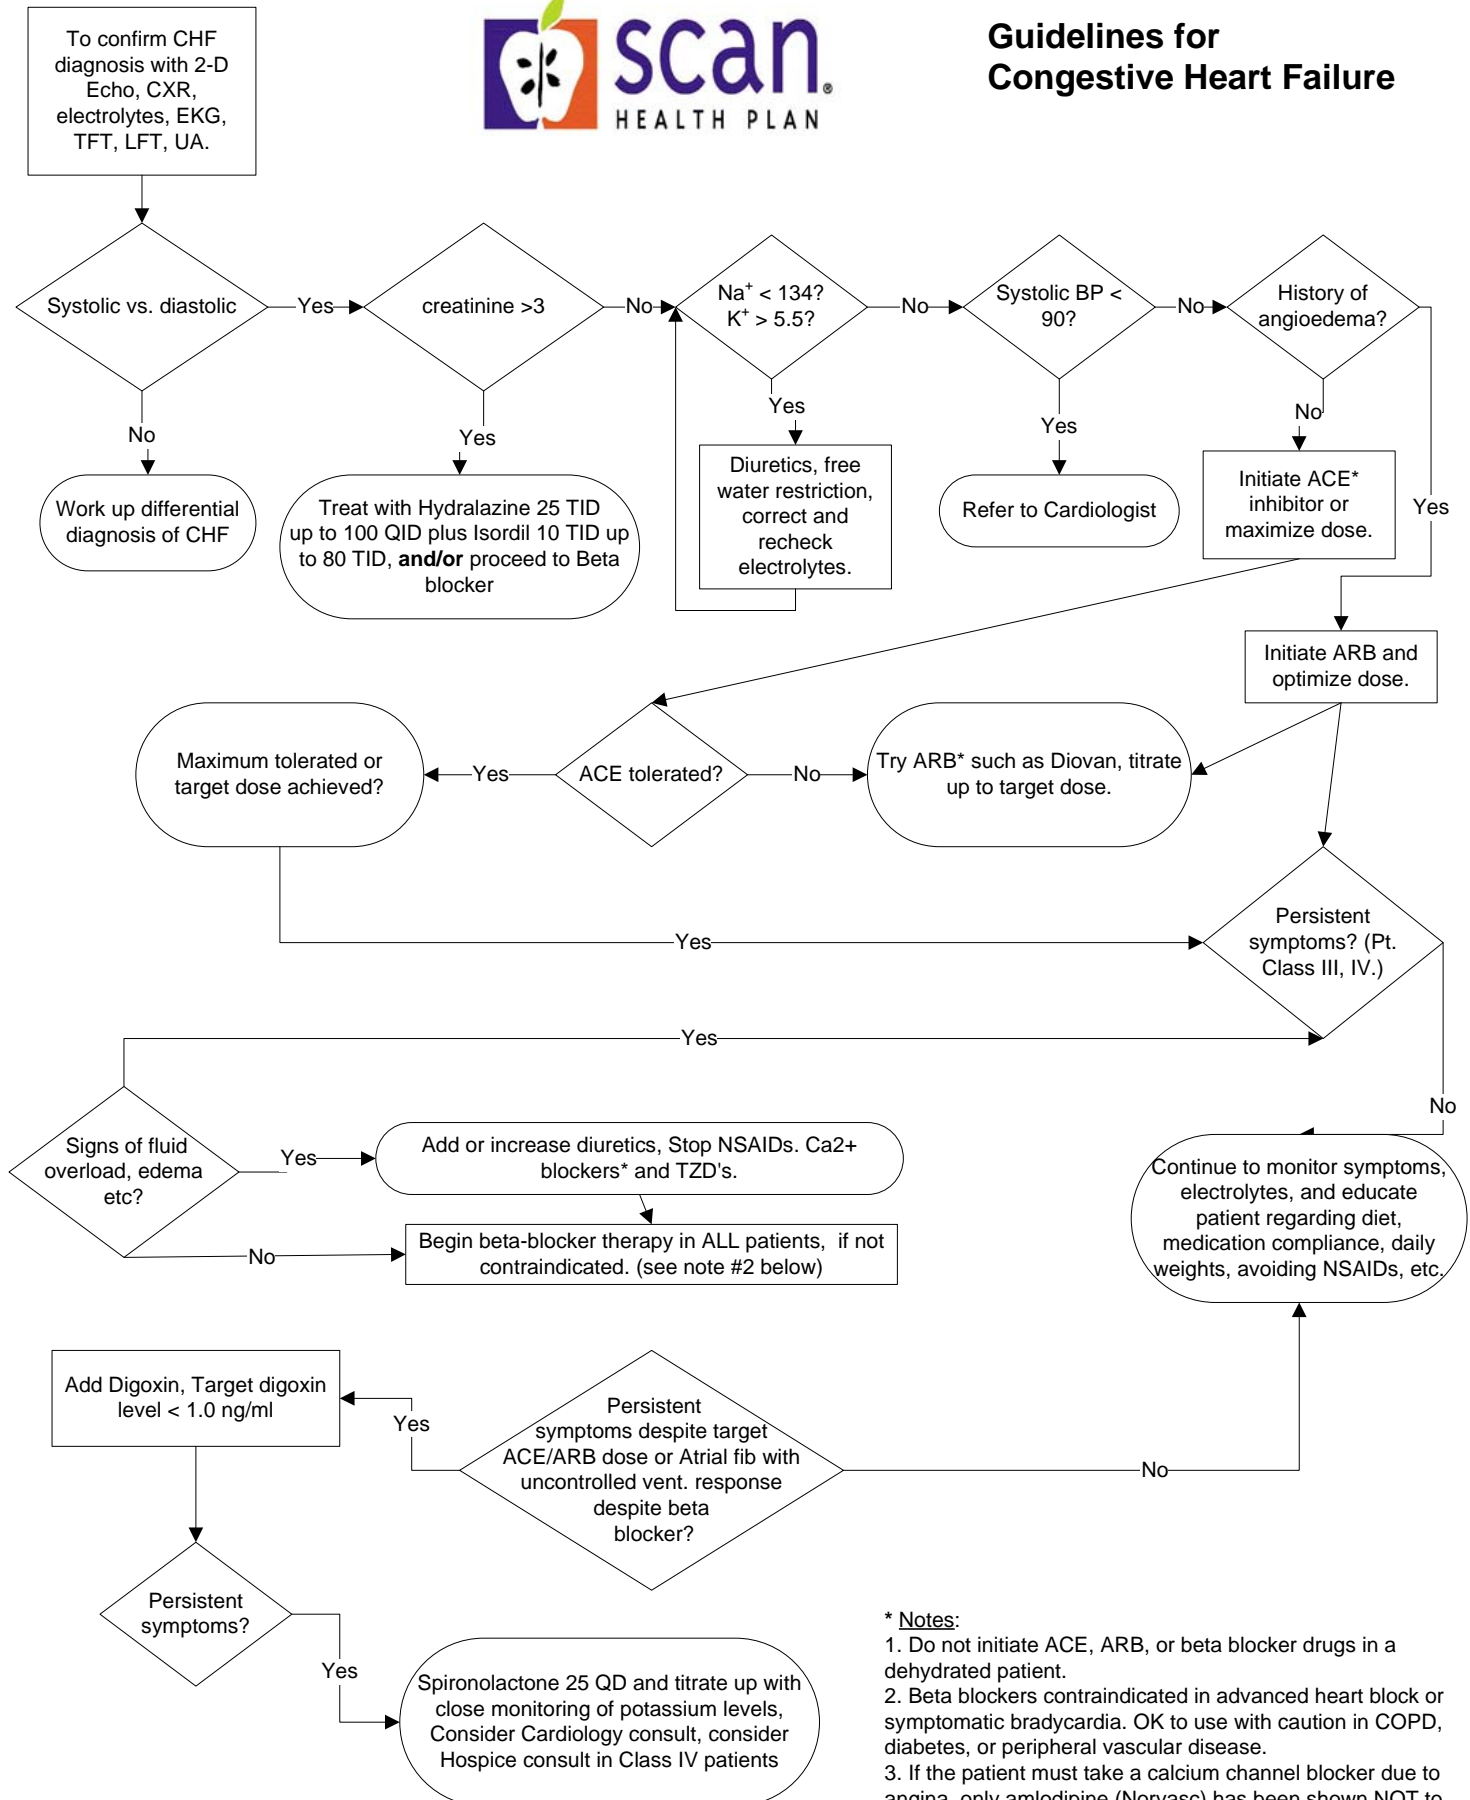 To confirm CHF
diagnosis with 2-D
Echo, CXR,
electrolytes, EKG,
TFT, LFT, UA.
scan®
HEALTH PLAN
Guidelines for
Congestive Heart Failure
Systolic vs. diastolic
Yes
creatinine >3
No
Na⁺ < 134?
K⁺ > 5.5?
No
Systolic BP <
90?
No
History of
angioedema?
No
Yes
Yes
Yes
No
Yes
Work up differential
diagnosis of CHF
Treat with Hydralazine 25 TID
up to 100 QID plus Isordil 10 TID up
to 80 TID, and/or proceed to Beta
blocker
Diuretics, free
water restriction,
correct and
recheck
electrolytes.
Refer to Cardiologist
Initiate ACE*
inhibitor or
maximize dose.
Initiate ARB and
optimize dose.
Maximum tolerated or
target dose achieved?
Yes
ACE tolerated?
No
Try ARB* such as Diovan, titrate
up to target dose.
Yes
Persistent
symptoms? (Pt.
Class III, IV.)
Yes
No
Signs of fluid
overload, edema
etc?
Yes
Add or increase diuretics, Stop NSAIDs. Ca2+
blockers* and TZD's.
No
Begin beta-blocker therapy in ALL patients,  if not
contraindicated. (see note #2 below)
Continue to monitor symptoms,
electrolytes, and educate
patient regarding diet,
medication compliance, daily
weights, avoiding NSAIDs, etc.
Add Digoxin, Target digoxin
level < 1.0 ng/ml
Yes
Persistent
symptoms despite target
ACE/ARB dose or Atrial fib with
uncontrolled vent. response
despite beta
blocker?
No
Persistent
symptoms?
Yes
Spironolactone 25 QD and titrate up with
close monitoring of potassium levels,
Consider Cardiology consult, consider
Hospice consult in Class IV patients
* Notes:
1. Do not initiate ACE, ARB, or beta blocker drugs in a
dehydrated patient.
2. Beta blockers contraindicated in advanced heart block or
symptomatic bradycardia. OK to use with caution in COPD,
diabetes, or peripheral vascular disease.
3. If the patient must take a calcium channel blocker due to
angina, only amlodipine (Norvasc) has been shown NOT to